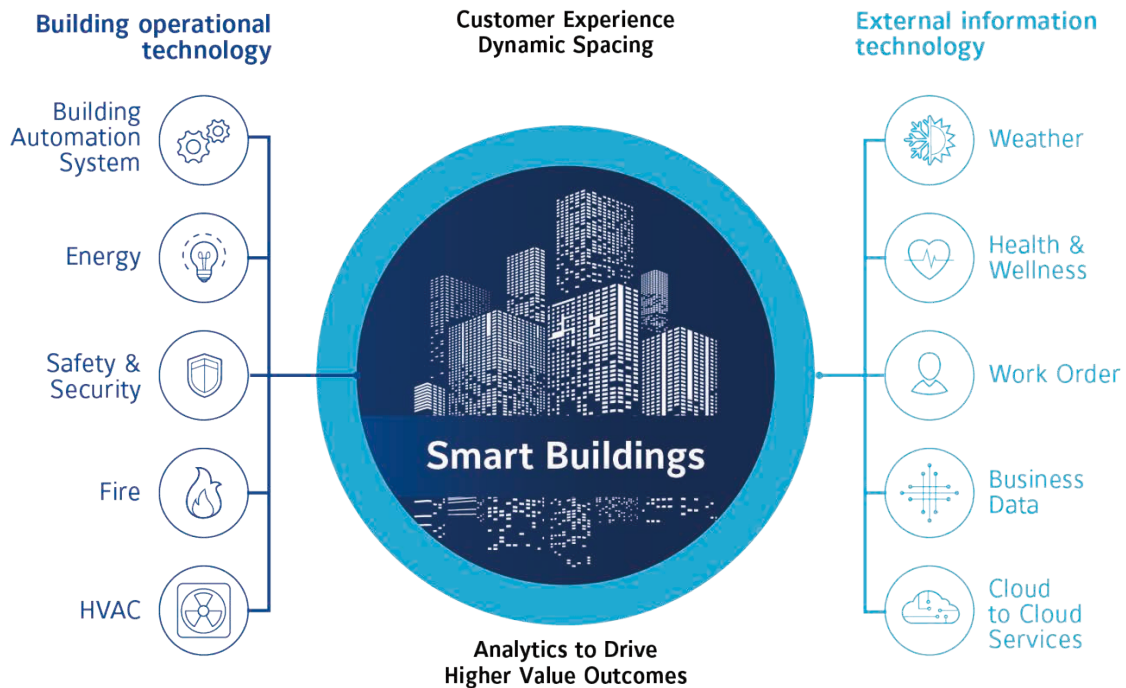 Building operational
technology
Building
Automation
System
Energy
Safety &
Security
Fire
HVAC
Customer Experience
Dynamic Spacing
Smart Buildings
Analytics to Drive
Higher Value Outcomes
External information
technology
Weather
Health &
Wellness
Work Order
Business
Data
Cloud
to Cloud
Services